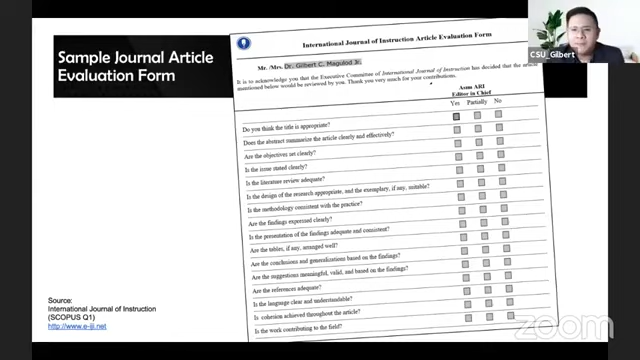 Sample Journal Article
Evaluation Form
International Journal of Instruction Article Evaluation Form
Mr. /Mrs. Dr. Gilbert C. Magulod Jr.
It is to acknowledge you that the Executive Committee of International Journal of Instruction has decided that the article
mentioned below would be reviewed by you. Thank you very much for your contributions.
Asım ARI
Editor in Chief
Yes Partially No
Do you think the title is appropriate?
Does the abstract summarize the article clearly and effectively?
Are the objectives set clearly?
Is the issue stated clearly?
Is the literature review adequate?
Is the design of the research appropriate, and the exemplary, if any, suitable?
Is the methodology consistent with the practice?
Are the findings expressed clearly?
Is the presentation of the findings adequate and consistent?
Are the tables, if any, arranged well?
Are the conclusions and generalizations based on the findings?
Are the suggestions meaningful, valid, and based on the findings?
Are the references adequate?
Is the language clear and understandable?
Is cohesion achieved throughout the article?
Is the work contributing to the field?
Source:
International Journal of Instruction
(SCOPUS Q1)
http://www.e-iji.net
CSU_Gilbert
zoom